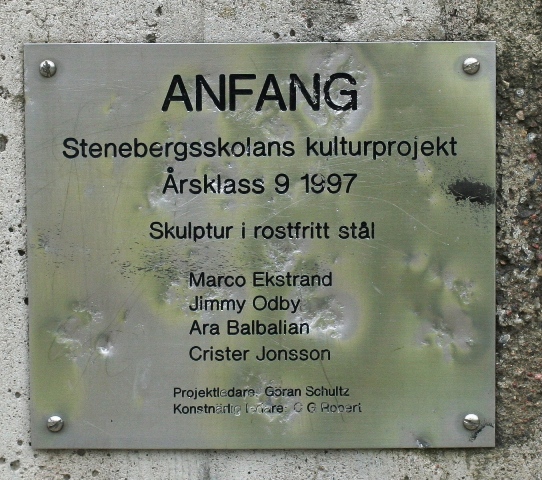 ANFANG
Stenebergsskolans kulturprojekt
Årsklass 9 1997
Skulptur i rostfritt stål
Marco Ekstrand
Jimmy Odby
Ara Balbalian
Crister Jonsson
Projektledare: Göran Schultz
Konstnärlig ledare: C G Robert